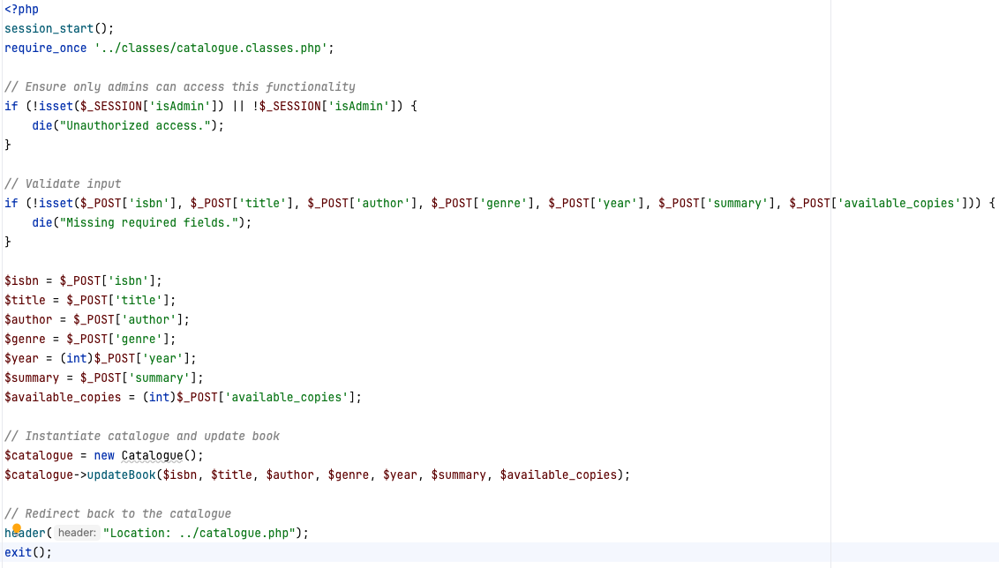 <?php
session_start();
require_once '../classes/catalogue.classes.php';
// Ensure only admins can access this functionality
if (!isset($_SESSION['isAdmin']) || !$_SESSION['isAdmin']) {
    die("Unauthorized access.");
}
// Validate input
if (!isset($_POST['isbn'], $_POST['title'], $_POST['author'], $_POST['genre'], $_POST['year'], $_POST['summary'], $_POST['available_copies'])) {
    die("Missing required fields.");
}
$isbn = $_POST['isbn'];
$title = $_POST['title'];
$author = $_POST['author'];
$genre = $_POST['genre'];
$year = (int)$_POST['year'];
$summary = $_POST['summary'];
$available_copies = (int)$_POST['available_copies'];
// Instantiate catalogue and update book
$catalogue = new Catalogue();
$catalogue->updateBook($isbn, $title, $author, $genre, $year, $summary, $available_copies);
// Redirect back to the catalogue
header( header: "Location: ../catalogue.php");
exit();